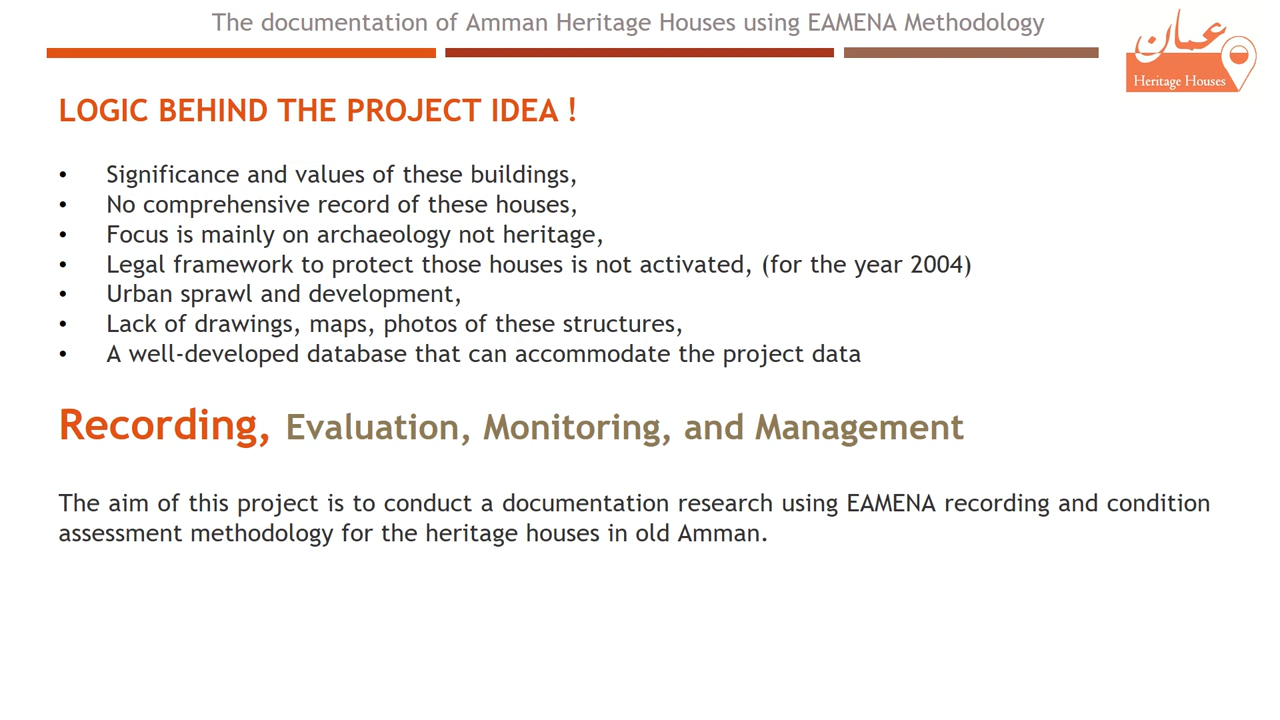 The documentation of Amman Heritage Houses using EAMENA Methodology
عمان
Heritage Houses
LOGIC BEHIND THE PROJECT IDEA !
• Significance and values of these buildings,
• No comprehensive record of these houses,
• Focus is mainly on archaeology not heritage,
• Legal framework to protect those houses is not activated, (for the year 2004)
• Urban sprawl and development,
• Lack of drawings, maps, photos of these structures,
• A well-developed database that can accommodate the project data
Recording, Evaluation, Monitoring, and Management
The aim of this project is to conduct a documentation research using EAMENA recording and condition
assessment methodology for the heritage houses in old Amman.